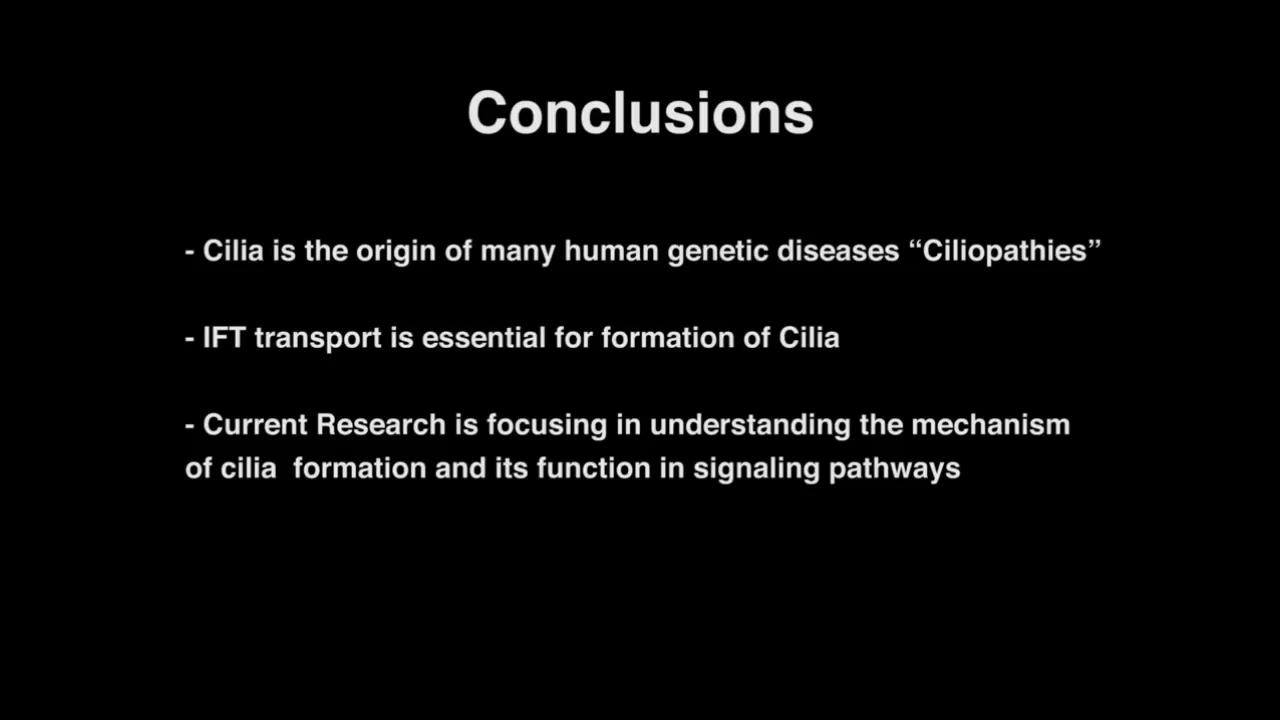 Conclusions
- Cilia is the origin of many human genetic diseases “Ciliopathies”
- IFT transport is essential for formation of Cilia
- Current Research is focusing in understanding the mechanism
of cilia  formation and its function in signaling pathways